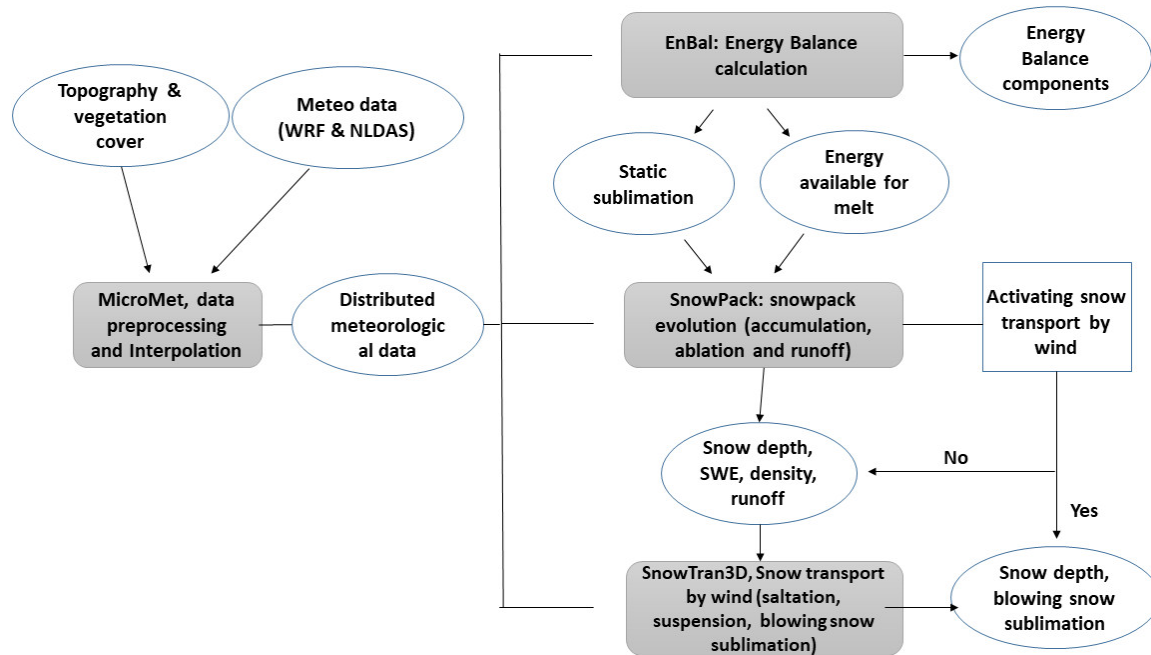 EnBal: Energy Balance
calculation
Energy
Balance
components
Topography &
vegetation
cover
Meteo data
(WRF & NLDAS)
Static
sublimation
Energy
available for
melt
MicroMet, data
preprocessing
and Interpolation
Distributed
meteorologic
al data
SnowPack: snowpack
evolution (accumulation,
ablation and runoff)
Activating snow
transport by
wind
Snow depth,
SWE, density,
runoff
No
Yes
SnowTran3D, Snow transport
by wind (saltation,
suspension, blowing snow
sublimation)
Snow depth,
blowing snow
sublimation